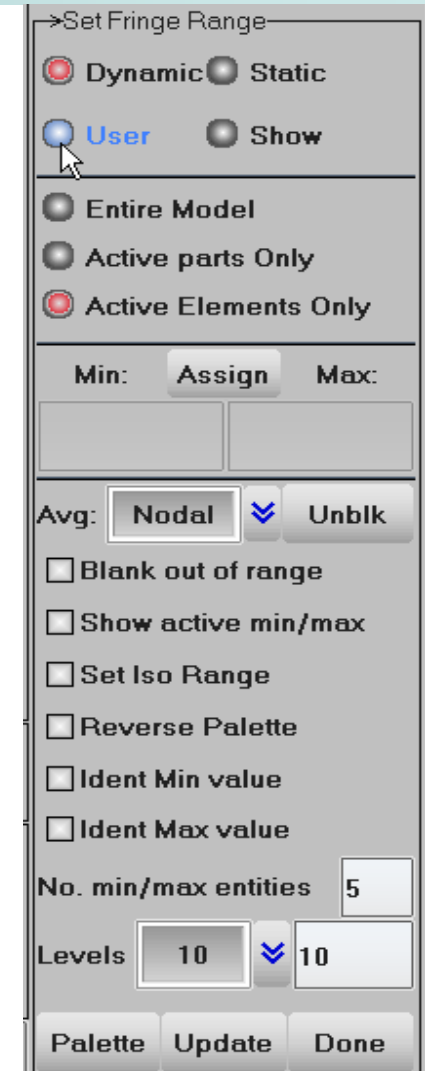 ->Set Fringe Range
Dynamic Static
User Show
Entire Model
Active parts Only
Active Elements Only
Min: Assign Max:
Avg: Nodal Unblk
Blank out of range
Show active min/max
Set Iso Range
Reverse Palette
Ident Min value
Ident Max value
No. min/max entities 5
Levels 10 10
Palette Update Done